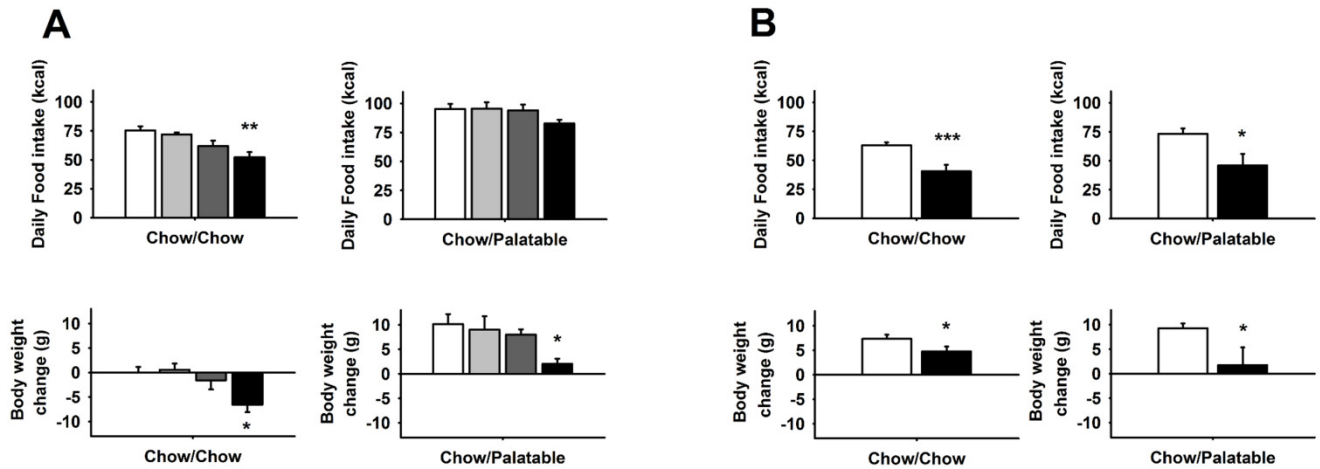 A
Daily Food intake (kcal)
100
75
50
25
0
**
Chow/Chow
Daily Food intake (kcal)
100
75
50
25
0
Chow/Palatable
Body weight
change (g)
10
5
0
-5
-10
*
Chow/Chow
Body weight
change (g)
10
5
0
-5
-10
*
Chow/Palatable
B
Daily Food intake (kcal)
100
75
50
25
0
***
Chow/Chow
Daily Food intake (kcal)
100
75
50
25
0
*
Chow/Palatable
Body weight
change (g)
10
5
0
-5
-10
*
Chow/Chow
Body weight
change (g)
10
5
0
-5
-10
*
Chow/Palatable